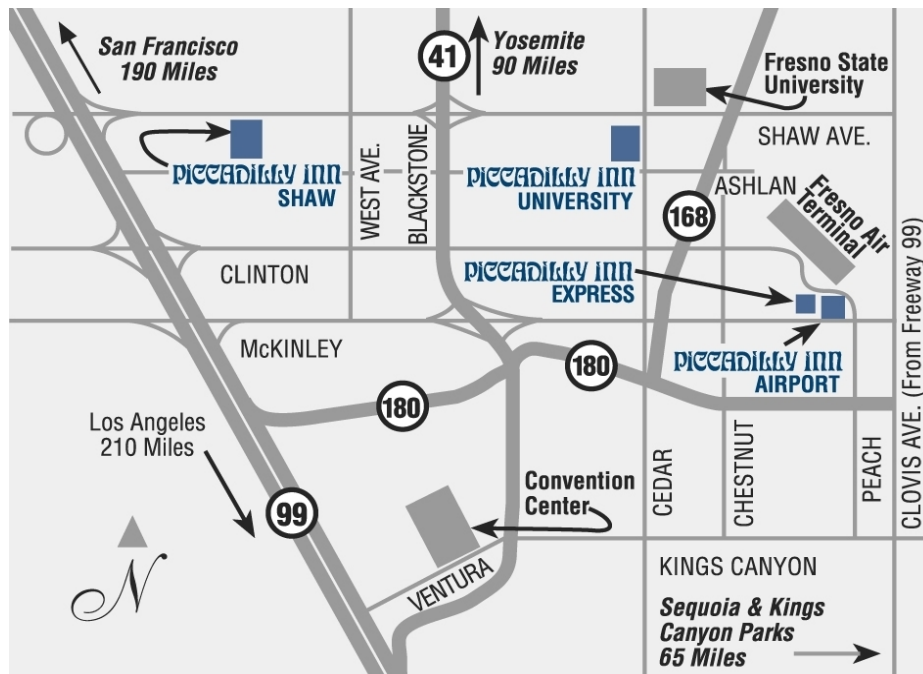 San Francisco
190 Miles
41
Yosemite
90 Miles
Fresno State
University
SHAW AVE.
PICCADILLY INN
SHAW
WEST AVE.
BLACKSTONE
PICCADILLY INN
UNIVERSITY
ASHLAN
168
Fresno Air
Terminal
CLINTON
PICCADILLY INN
EXPRESS
McKINLEY
PICCADILLY INN
AIRPORT
180
180
Los Angeles
210 Miles
99
Convention
Center
CEDAR
CHESTNUT
PEACH
CLOVIS AVE. (From Freeway 99)
N
VENTURA
KINGS CANYON
Sequoia & Kings
Canyon Parks
65 Miles